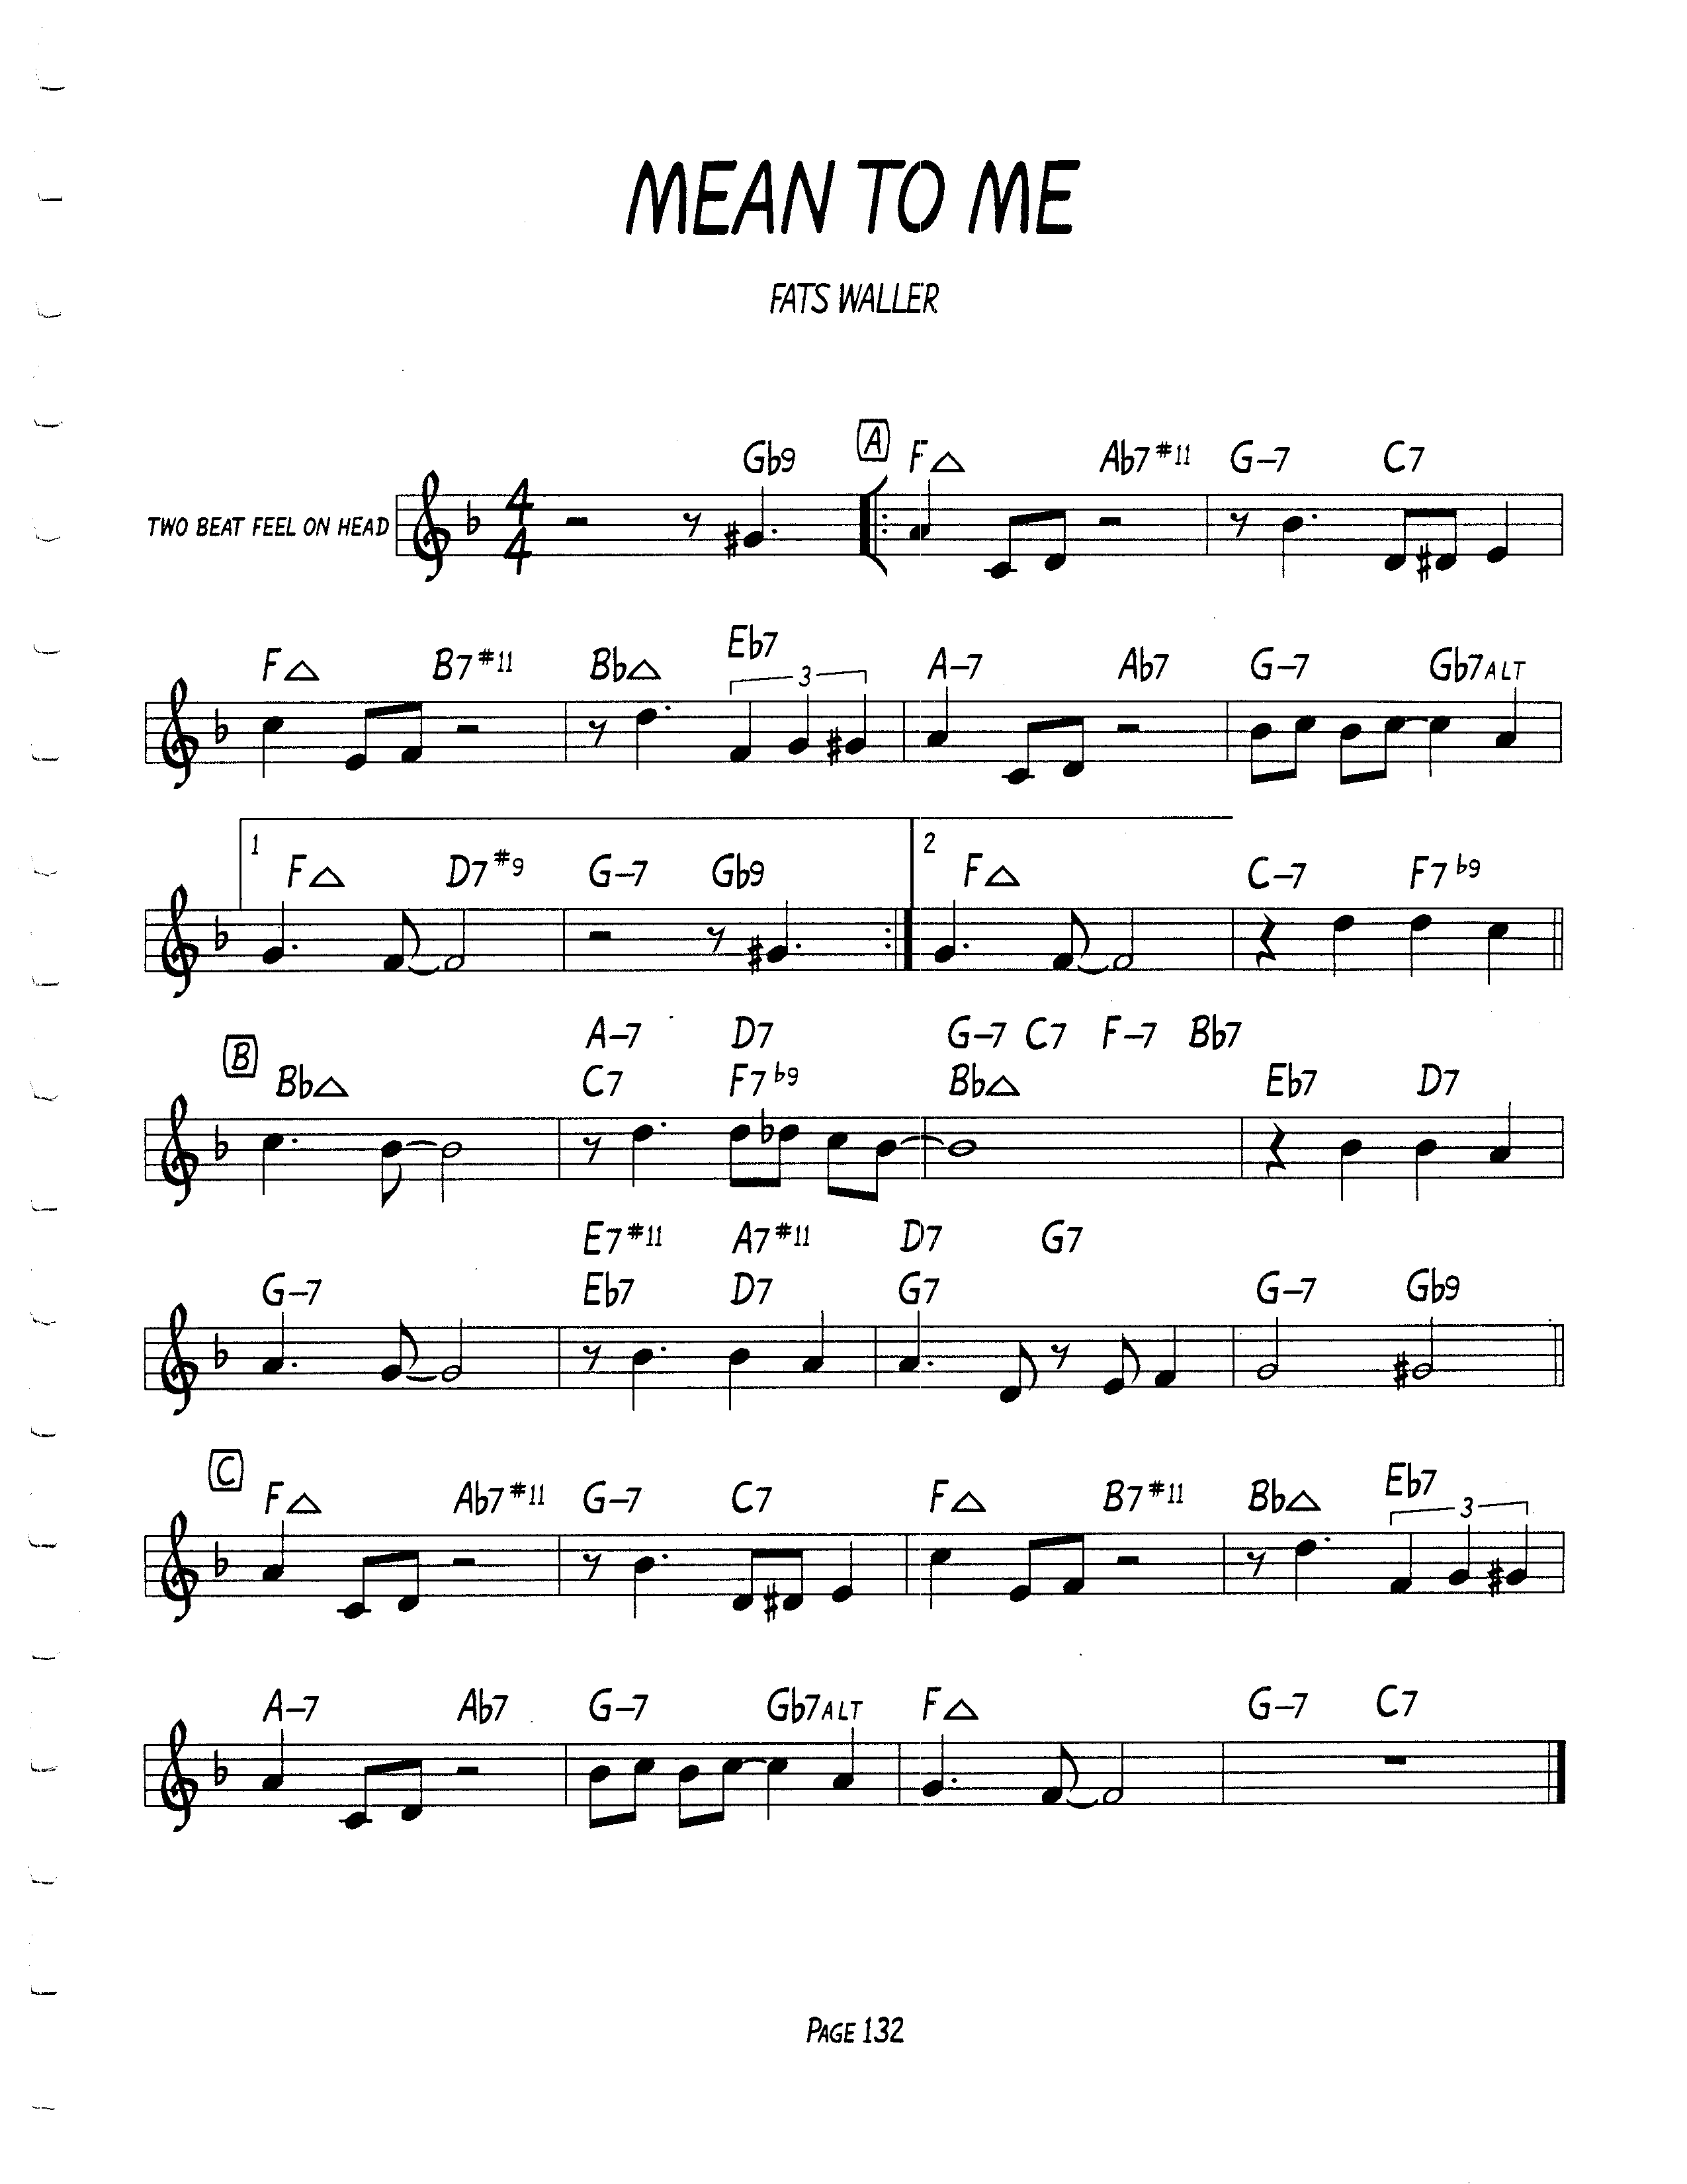 MEAN TO ME
FATS WALLER
Gb9 A F△ Ab7#11 G-7 C7
TWO BEAT FEEL ON HEAD 4/4
F△ B7#11 Bb△ Eb7 3 A-7 Ab7 G-7 Gb7ALT
1 F△ D7#9 G-7 Gb9 2 F△ C-7 F7b9
A-7 D7 G-7 C7 F-7 Bb7
B Bb△ C7 F7b9 Bb△ Eb7 D7
E7#11 A7#11 D7 G7
G-7 Eb7 D7 G7 G-7 Gb9
C F△ Ab7#11 G-7 C7 F△ B7#11 Bb△ Eb7 3
A-7 Ab7 G-7 Gb7ALT F△ G-7 C7
PAGE 132